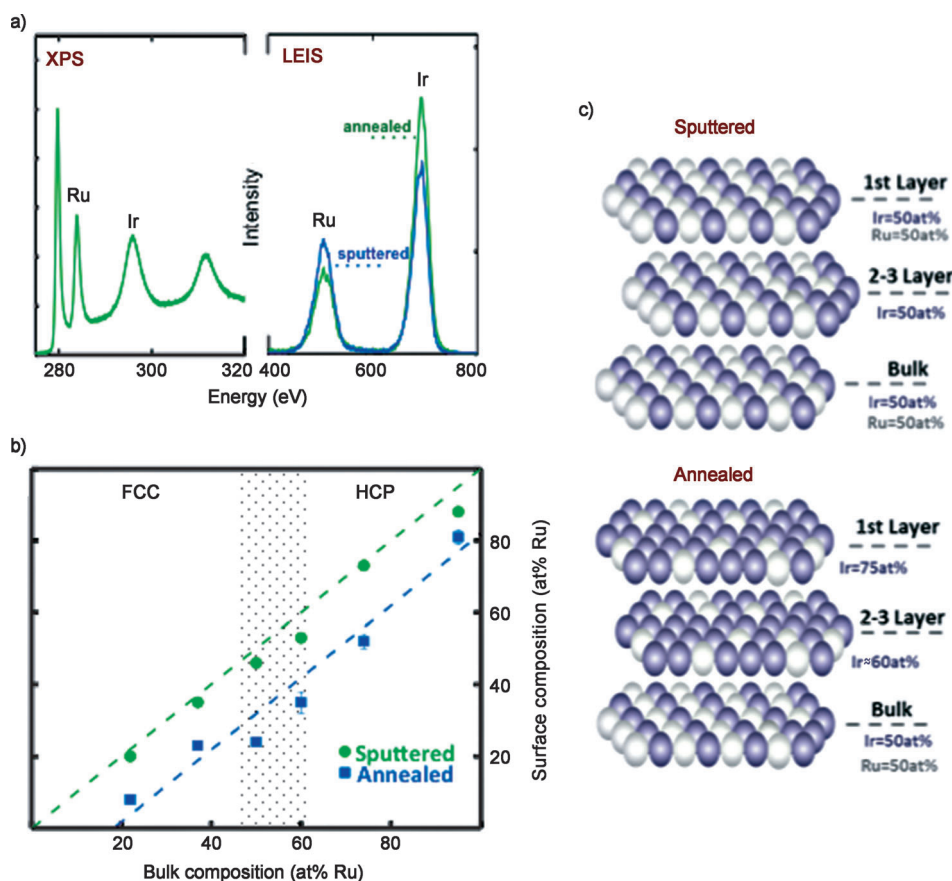 a)
XPS
Ru
Ir
280
300
320
Energy (eV)
Intensity
LEIS
Ir
annealed
Ru
sputtered
400
600
800
b)
FCC
HCP
80
60
40
20
Surface composition (at% Ru)
Sputtered
Annealed
20
40
60
80
Bulk composition (at% Ru)
c)
Sputtered
1st Layer
Ir=50at%
Ru=50at%
2-3 Layer
Ir=50at%
Bulk
Ir=50at%
Ru=50at%
Annealed
1st Layer
Ir=75at%
2-3 Layer
Ir≈60at%
Bulk
Ir=50at%
Ru=50at%